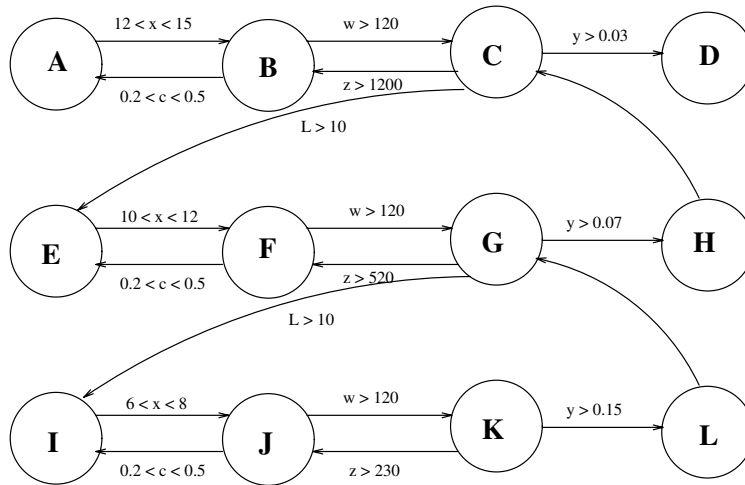 12 < x < 15
w > 120
y > 0.03
A
B
C
D
0.2 < c < 0.5
z > 1200
L > 10
10 < x < 12
w > 120
y > 0.07
E
F
G
H
0.2 < c < 0.5
z > 520
L > 10
6 < x < 8
w > 120
y > 0.15
I
J
K
L
0.2 < c < 0.5
z > 230